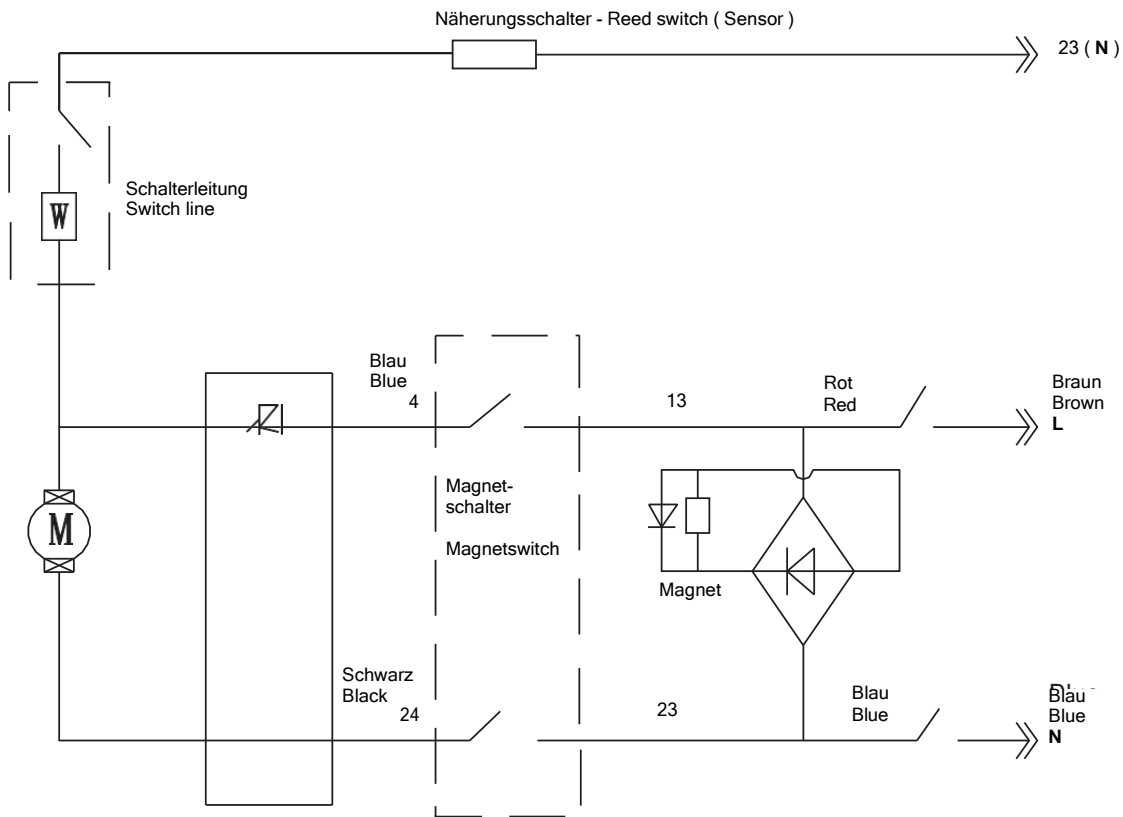 Näherungsschalter - Reed switch ( Sensor )
23 ( N )
Schalterleitung
Switch line
W
Blau
Blue
4
13
Rot
Red
Braun
Brown
L
M
Magnet-
schalter
Magnetswitch
Magnet
Schwarz
Black
24
23
Blau
Blue
Blau
Blue
N